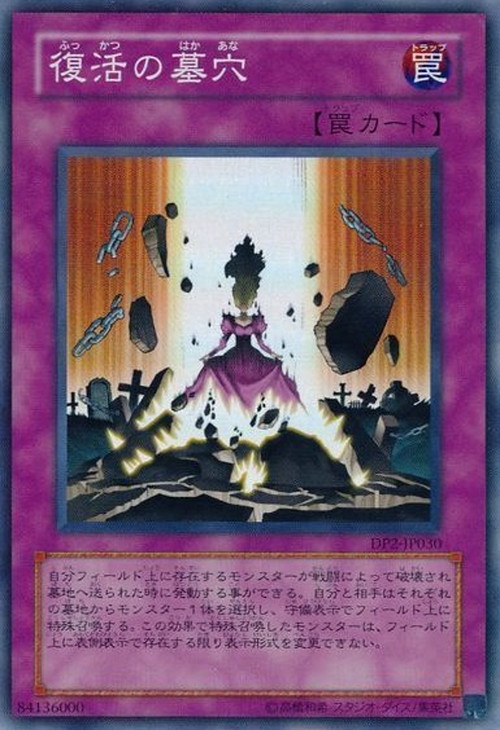 復活の墓穴
ふっ かつ はか あな
罠
トラップ
【罠カード】
トラップ
DP2-JP030
自分フィールド上に存在するモンスターが戦闘によって破壊され
墓地へ送られた時に発動する事ができる。自分と相手はそれぞれ
の墓地からモンスター1体を選択し、守備表示でフィールド上に
特殊召喚する。この効果で特殊召喚したモンスターは、フィールド
上に表側表示で存在する限り表示形式を変更できない。
84136000
©高橋和希 スタジオ・ダイス/集英社